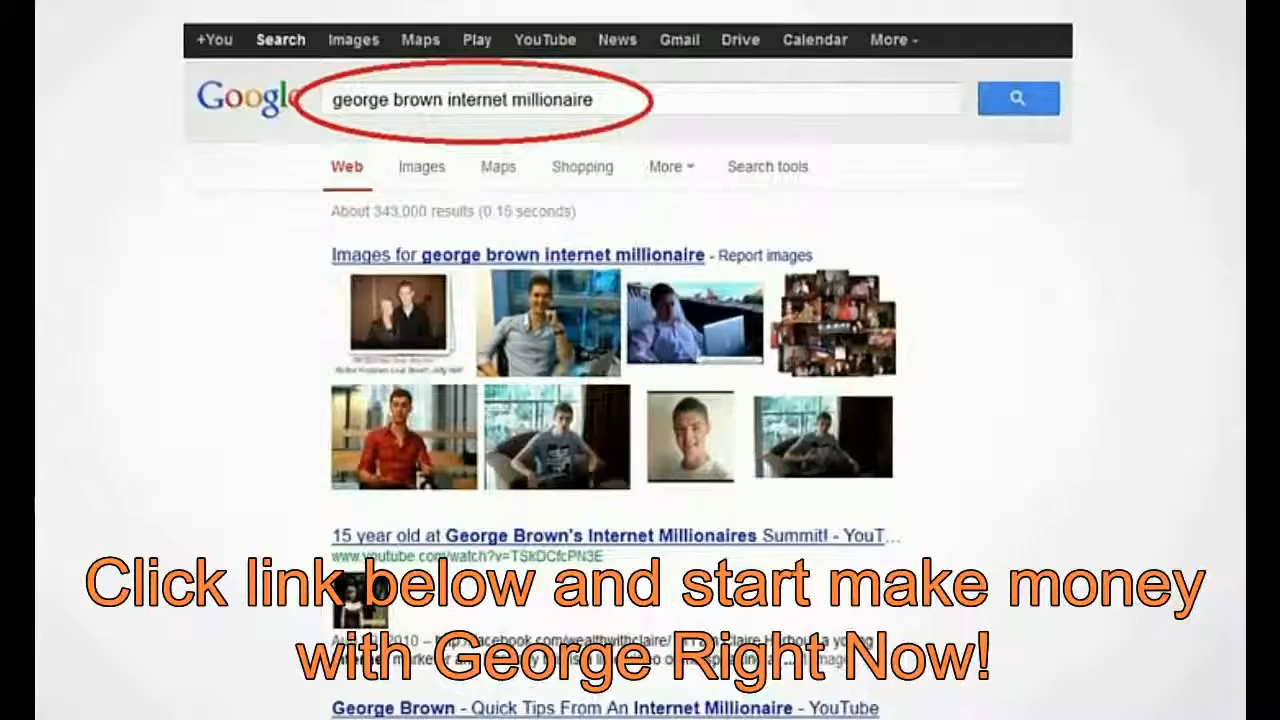 +You Search Images Maps Play YouTube News Gmail Drive Calendar More
Google george brown internet millionaire
Web Images Maps Shopping More Search tools
About 343,000 results (0.15 seconds)
Images for george brown internet millionaire - Report images
15 year old at George Brown's Internet Millionaires Summit! - YouT...
www.youtube.com/watch?v=TSkDCfcPN3E
Click link below and start make money
2010 –
with George Right Now!
George Brown - Quick Tips From An Internet Millionaire - YouTube